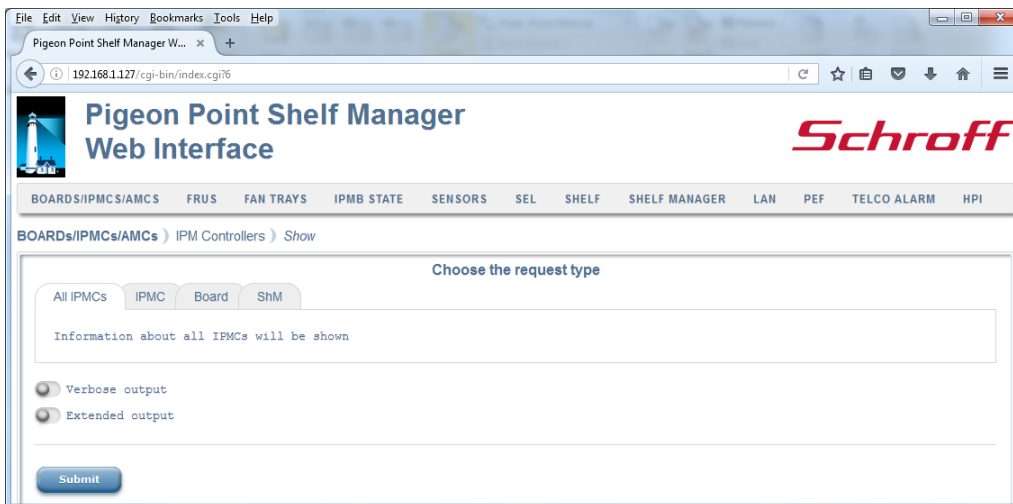 File Edit View History Bookmarks Tools Help
Pigeon Point Shelf Manager W... × +
192.168.1.127/cgi-bin/index.cgi?6
Pigeon Point Shelf Manager
Web Interface
Schroff
BOARDS/IPMCS/AMCS FRUS FAN TRAYS IPMB STATE SENSORS SEL SHELF SHELF MANAGER LAN PEF TELCO ALARM HPI
BOARDs/IPMCs/AMCs ) IPM Controllers ) Show
Choose the request type
All IPMCs IPMC Board ShM
Information about all IPMCs will be shown
Verbose output
Extended output
Submit